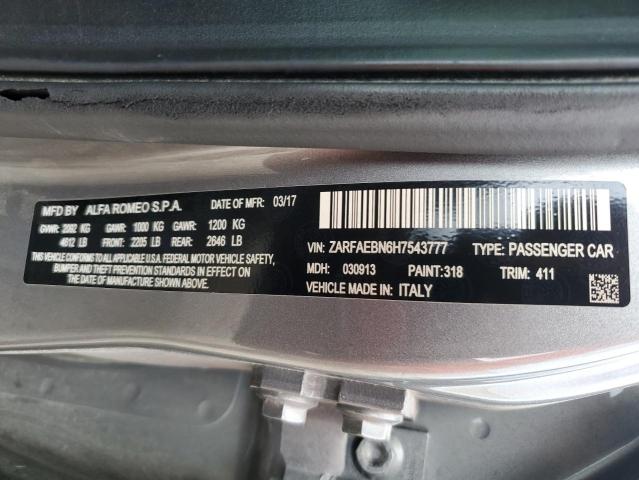 MFD BY ALFA ROMEO S.P.A. DATE OF MFR: 03/17
GVWR: 2082 KG GAWR: 1000 KG GAWR: 1200 KG
4612 LB FRONT: 2205 LB REAR: 2646 LB
THIS VEHICLE CONFORMS TO ALL APPLICABLE U.S.A. FEDERAL MOTOR VEHICLE SAFETY,
BUMPER AND THEFT PREVENTION STANDARDS IN EFFECT ON
THE DATE OF MANUFACTURE SHOWN ABOVE.
VIN: ZARFAEBN6H7543777 TYPE: PASSENGER CAR
MDH: 030913 PAINT:318 TRIM: 411
VEHICLE MADE IN: ITALY